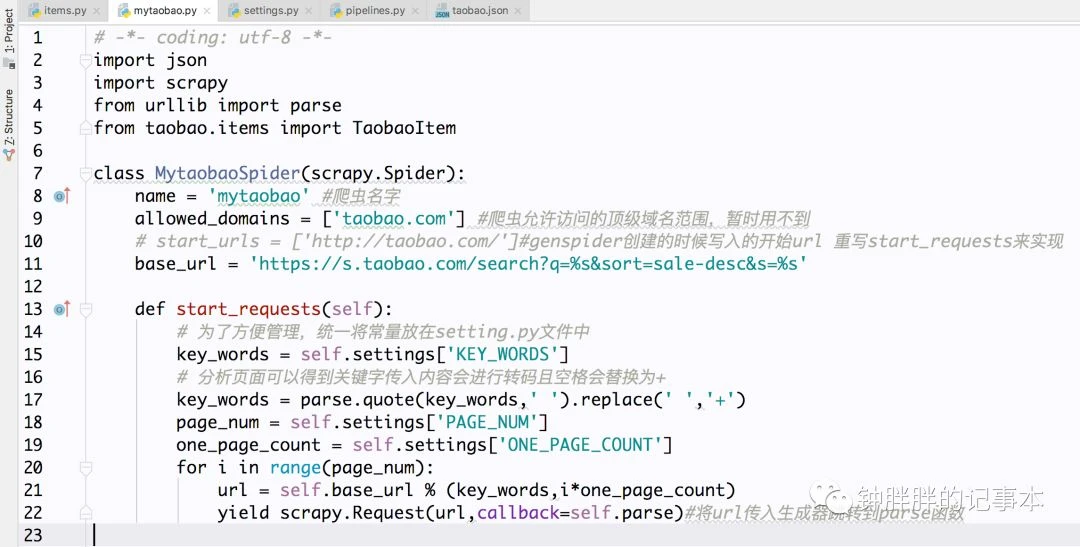 items.py mytaobao.py settings.py pipelines.py taobao.json
1: Project
7: Structure
1 # -*- coding: utf-8 -*-
2 import json
3 import scrapy
4 from urllib import parse
5 from taobao.items import TaobaoItem
6
7 class MytaobaoSpider(scrapy.Spider):
8 name = 'mytaobao' #爬虫名字
9 allowed_domains = ['taobao.com'] #爬虫允许访问的顶级域名范围，暂时用不到
10 # start_urls = ['http://taobao.com/']#genspider创建的时候写入的开始url 重写start_requests来实现
11 base_url = 'https://s.taobao.com/search?q=%s&sort=sale-desc&s=%s'
12
13 def start_requests(self):
14 # 为了方便管理，统一将常量放在setting.py文件中
15 key_words = self.settings['KEY_WORDS']
16 # 分析页面可以得到关键字传入内容会进行转码且空格会替换为+
17 key_words = parse.quote(key_words,' ').replace(' ','+')
18 page_num = self.settings['PAGE_NUM']
19 one_page_count = self.settings['ONE_PAGE_COUNT']
20 for i in range(page_num):
21 url = self.base_url % (key_words,i*one_page_count)
22 yield scrapy.Request(url,callback=self.parse)#将url传入生成器跳转到parse函数
23
钟胖胖的记事本